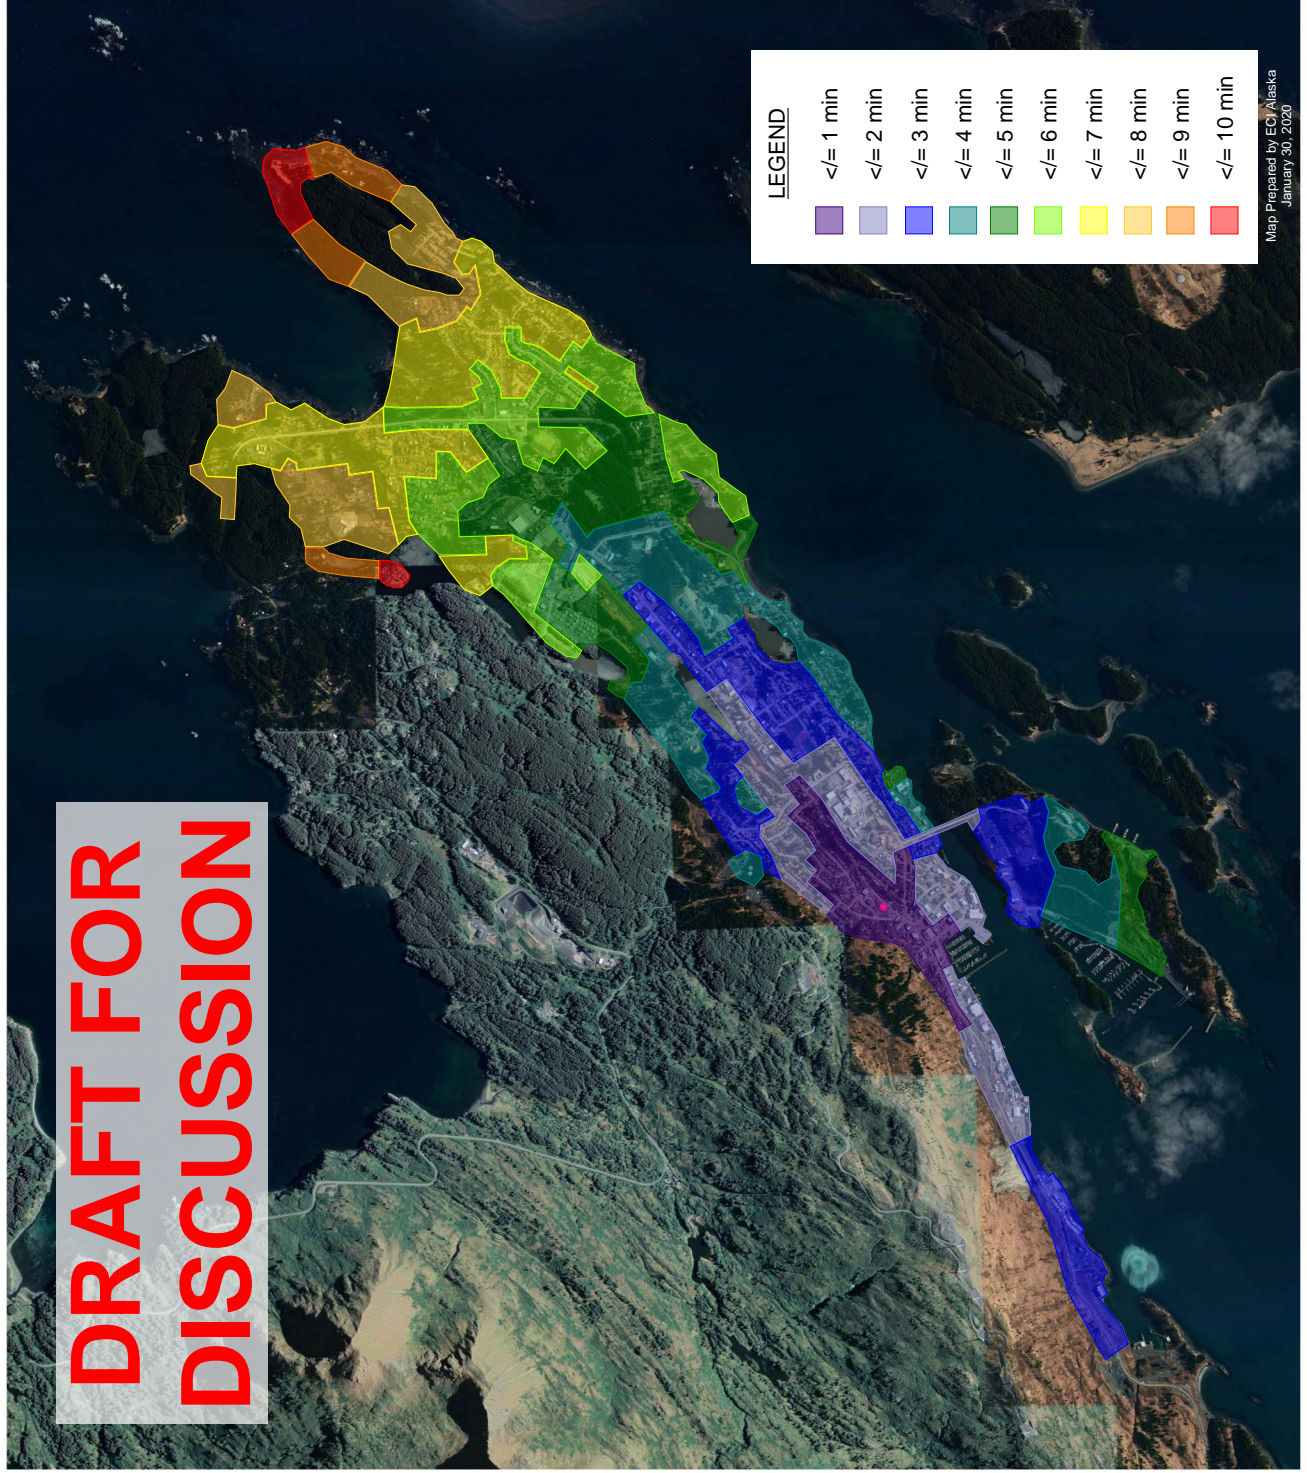 DRAFT FOR
DISCUSSION
LEGEND
</= 1 min
</= 2 min
</= 3 min
</= 4 min
</= 5 min
</= 6 min
</= 7 min
</= 8 min
</= 9 min
</= 10 min
Map Prepared by ECI Alaska
January 30, 2020